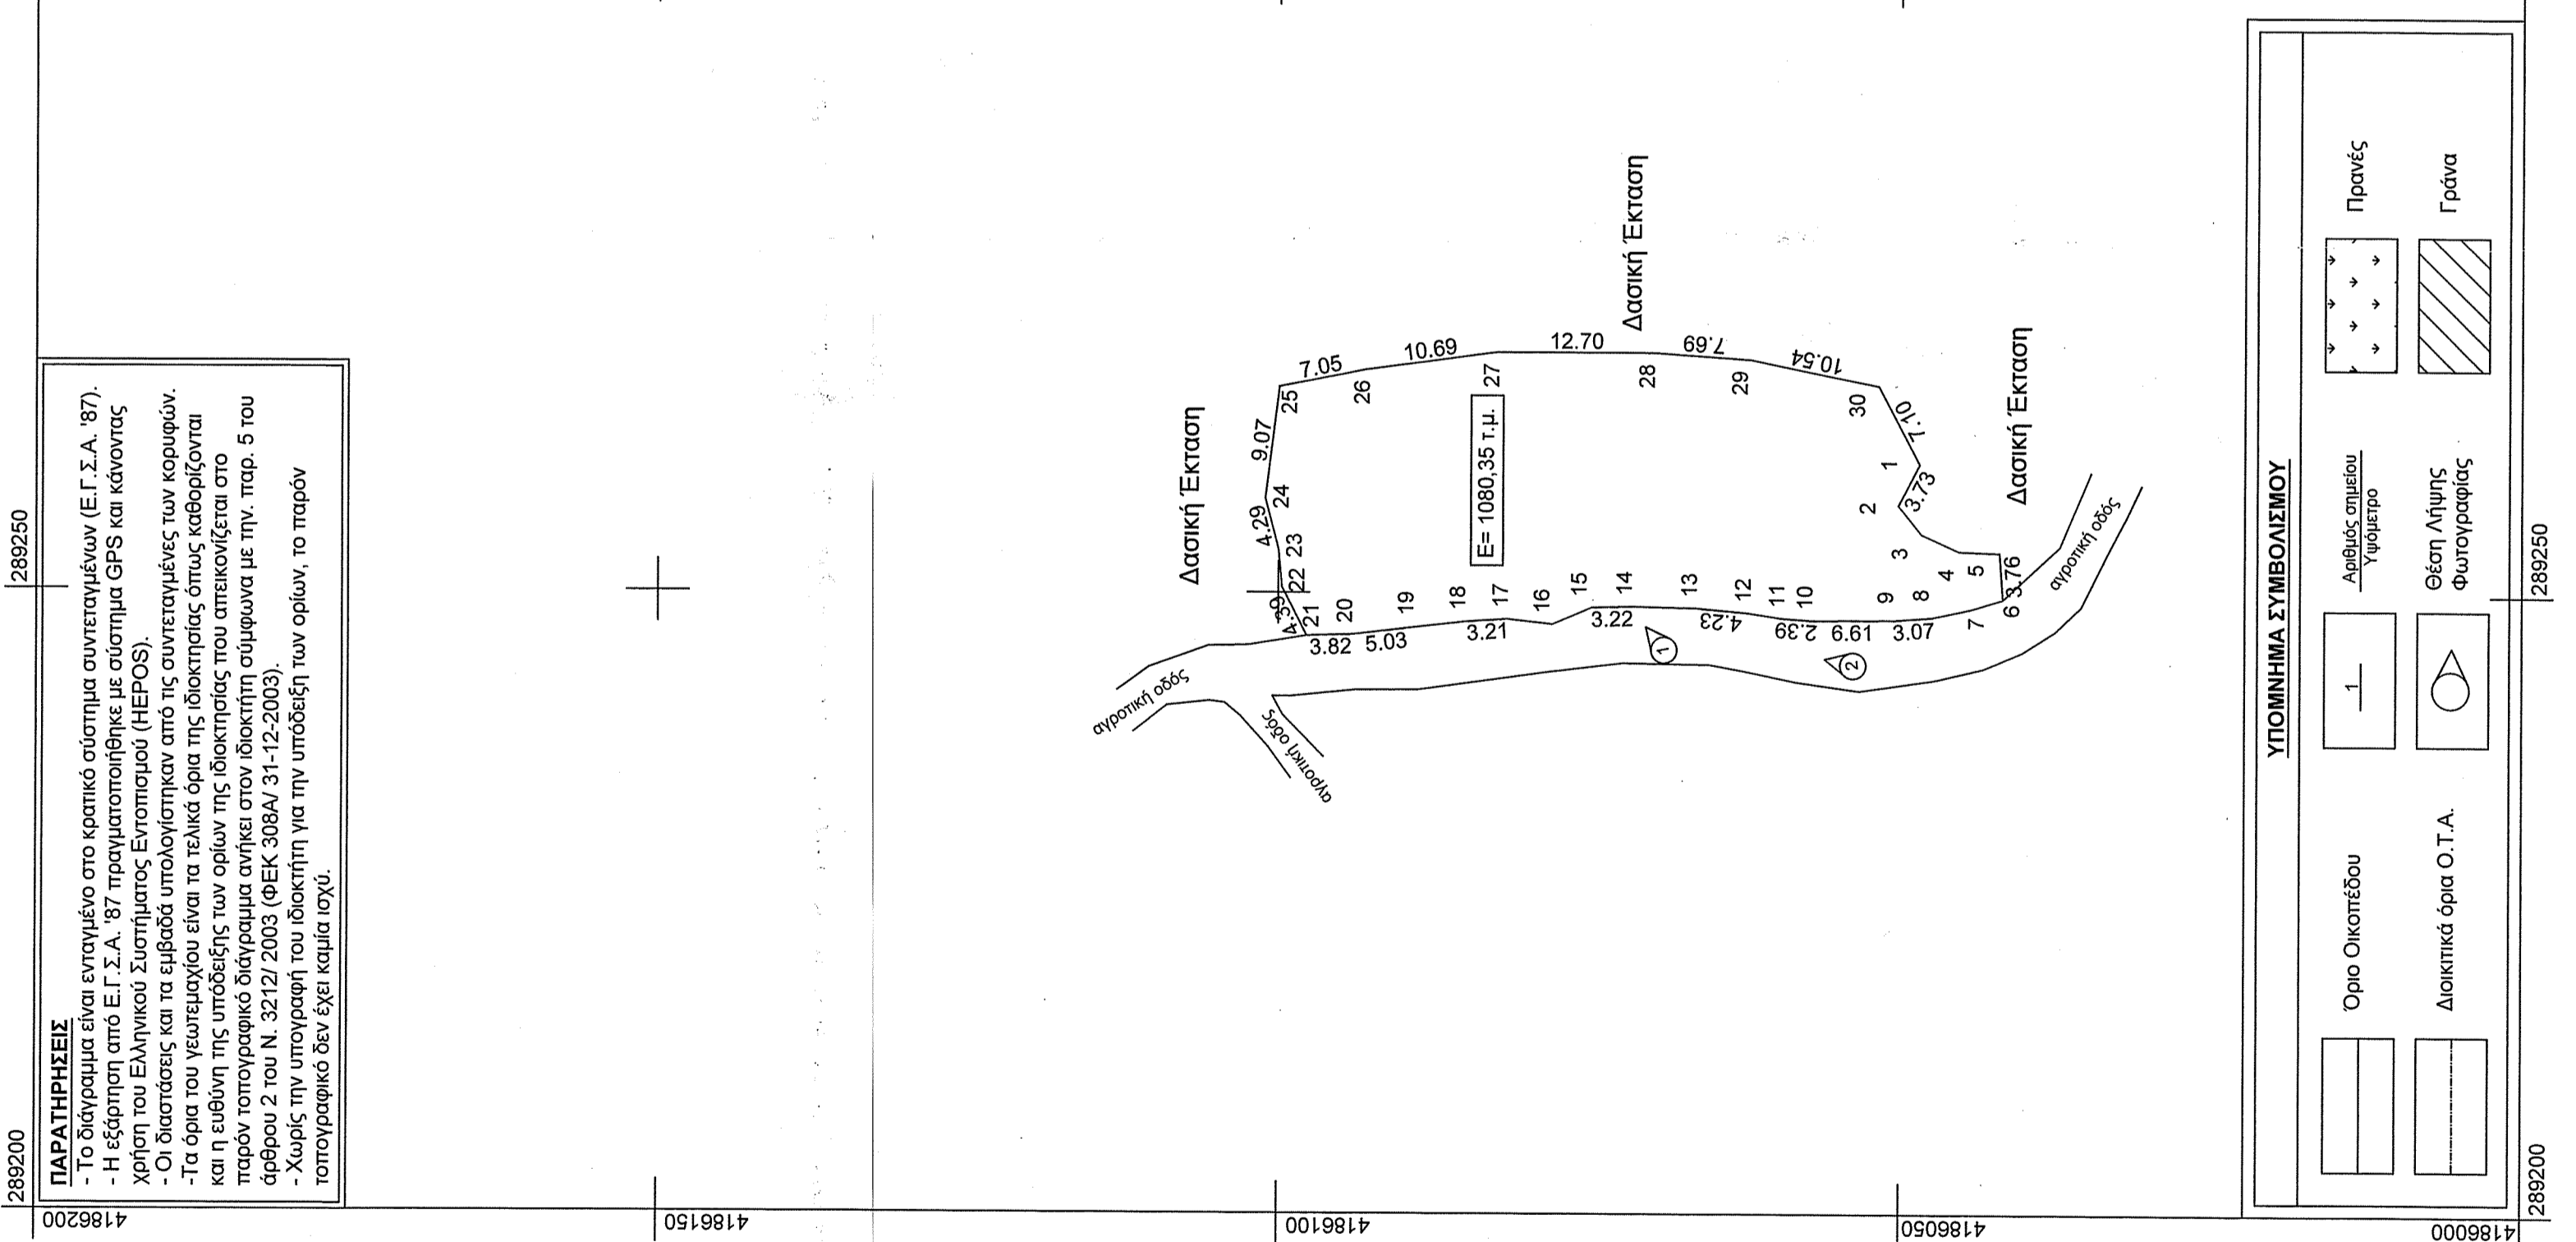 289200
289250
ΠΑΡΑΤΗΡΗΣΕΙΣ
- Το διάγραμμα είναι ενταγμένο στο κρατικό σύστημα συντεταγμένων (Ε.Γ.Σ.Α. '87).
- Η εξάρτηση από Ε.Γ.Σ.Α. '87 πραγματοποιήθηκε με σύστημα GPS και κάνοντας
χρήση του Ελληνικού Συστήματος Εντοπισμού (HEPOS).
- Οι διαστάσεις και τα εμβαδά υπολογίστηκαν από τις συντεταγμένες των κορυφών.
-Τα όρια του γεωτεμαχίου είναι τα τελικά όρια της ιδιοκτησίας όπως καθορίζονται
και η ευθύνη της υπόδειξης των ορίων της ιδιοκτησίας που απεικονίζεται στο
παρόν τοπογραφικό διάγραμμα ανήκει στον ιδιοκτήτη σύμφωνα με την. παρ. 5 του
άρθρου 2 του Ν. 3212/ 2003 (ΦΕΚ 308Α/ 31-12-2003).
- Χωρίς την υπογραφή του ιδιοκτήτη για την υπόδειξη των ορίων, το παρόν
τοπογραφικό δεν έχει καμία ισχύ.
4186200
4186150
4186100
4186050
4186000
Δασική Έκταση
Δασική Έκταση
Δασική Έκταση
αγροτική οδός
αγροτική οδός
αγροτική οδός
E= 1080,35 τ.μ.
4.39
4.29
9.07
7.05
10.69
12.70
7.69
10.54
7.10
3.73
3.76
3.07
9.61
2.39
4.23
3.22
3.21
5.03
3.82
1
2
3
4
5
6
7
8
9
10
11
12
13
14
15
16
17
18
19
20
21
22
23
24
25
26
27
28
29
30
1
2
ΥΠΟΜΝΗΜΑ ΣΥΜΒΟΛΙΣΜΟΥ
Όριο Οικοπέδου
1
Αριθμός σημείου
Υψόμετρο
Πρανές
Διοικιτικά όρια Ο.Τ.Α.
Θέση Λήψης
Φωτογραφίας
Γράνα
289200
289250